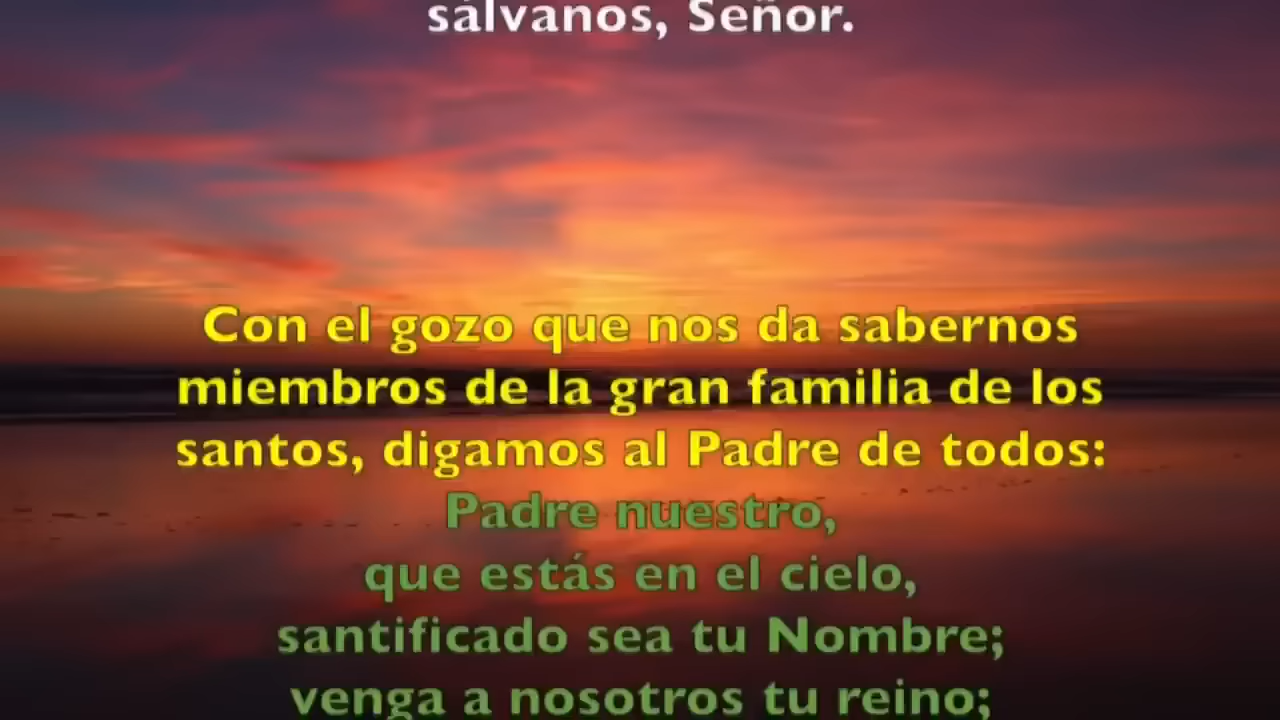 sálvanos, Señor.
Con el gozo que nos da sabernos
miembros de la gran familia de los
santos, digamos al Padre de todos:
Padre nuestro,
que estás en el cielo,
santificado sea tu Nombre;
venga a nosotros tu reino;